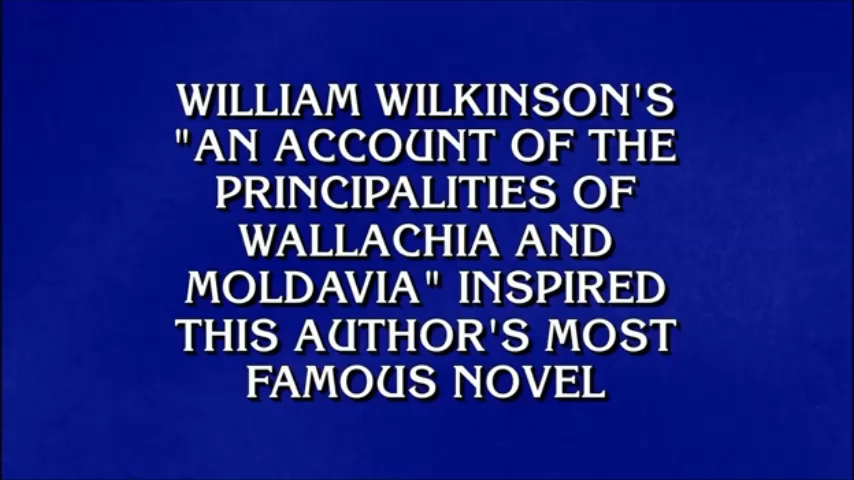 WILLIAM WILKINSON'S
"AN ACCOUNT OF THE
PRINCIPALITIES OF
WALLACHIA AND
MOLDAVIA" INSPIRED
THIS AUTHOR'S MOST
FAMOUS NOVEL